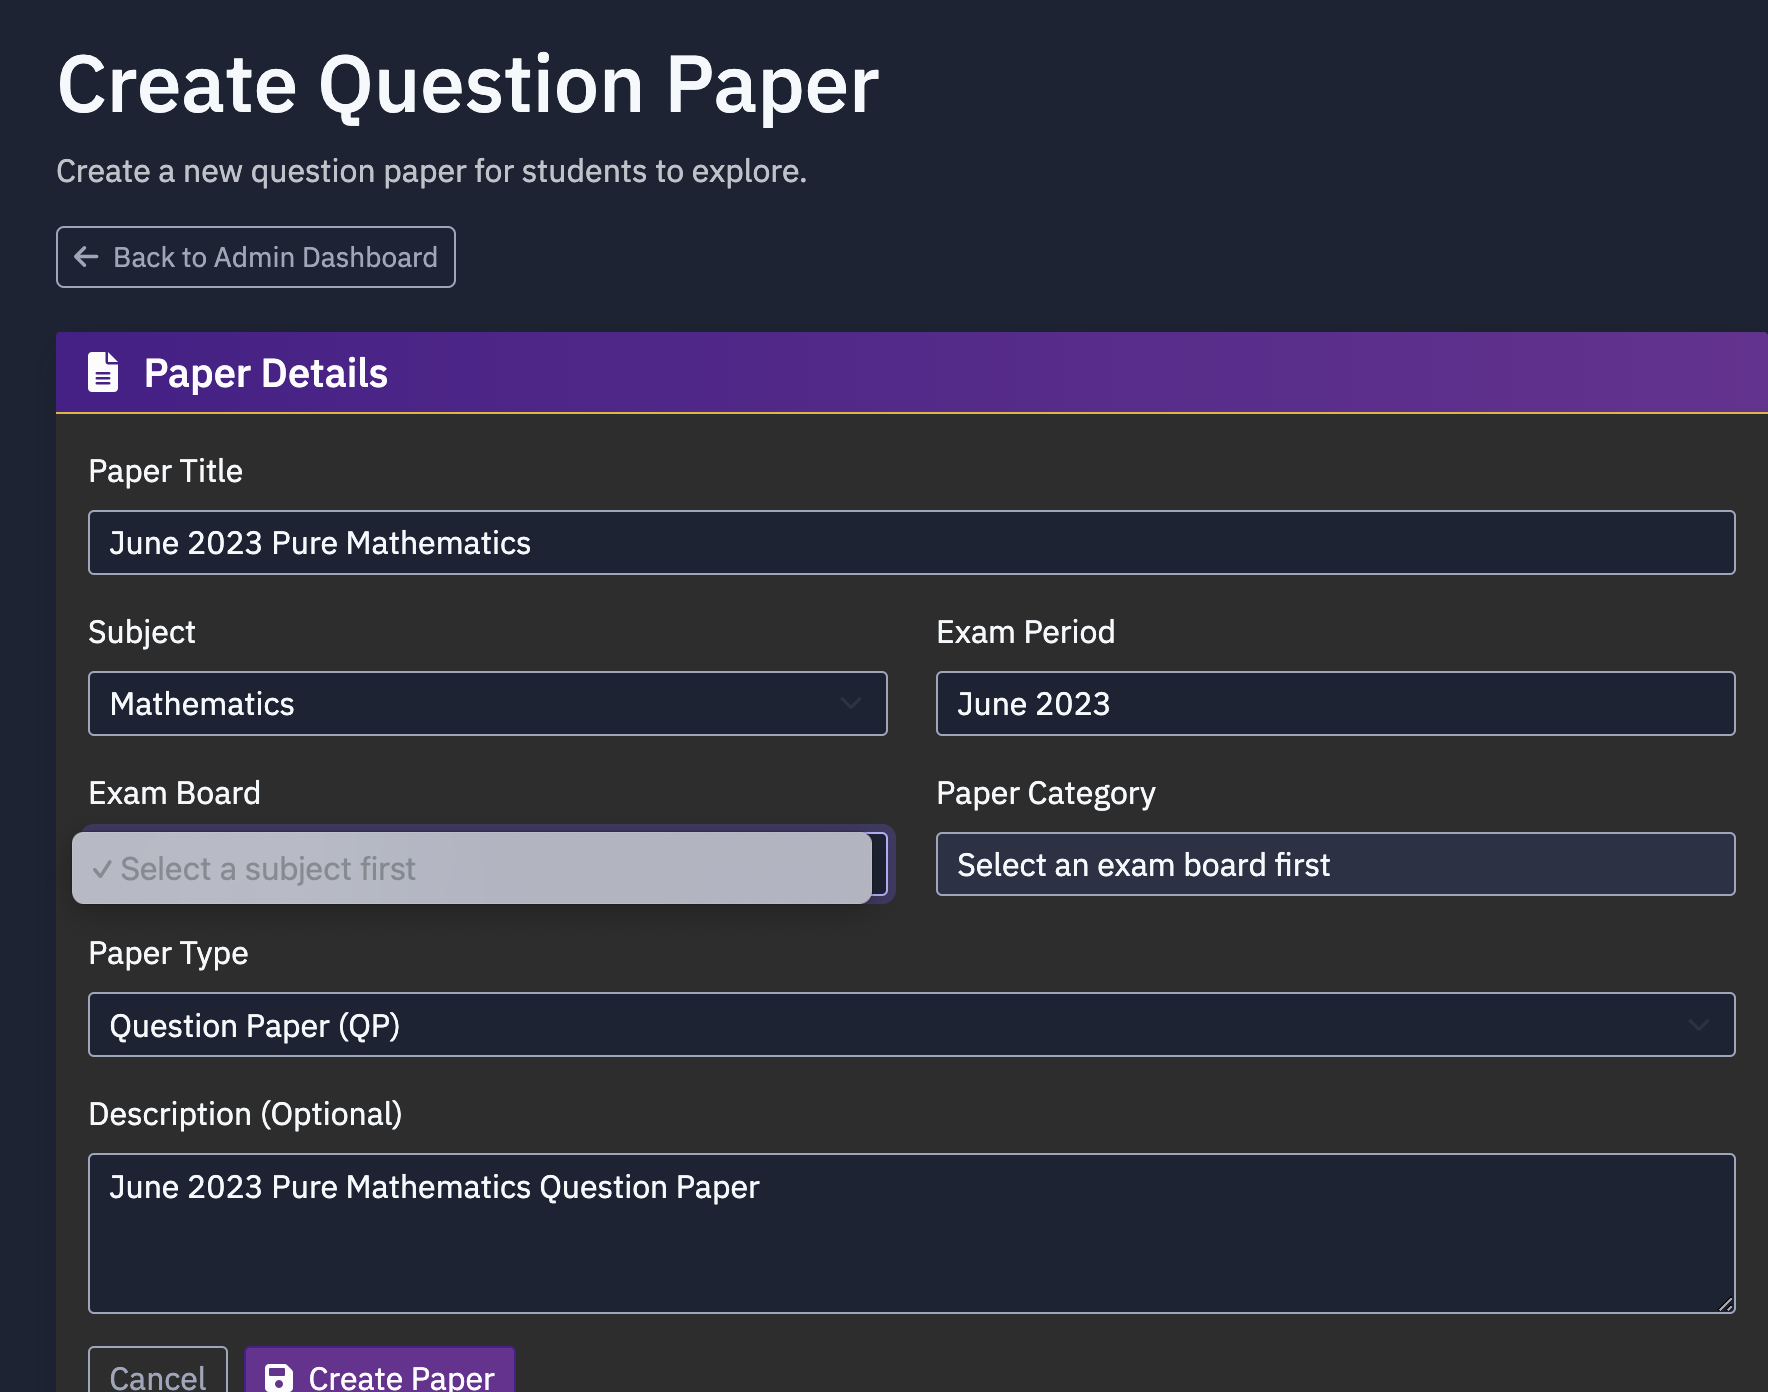 Create Question Paper
Create a new question paper for students to explore.
Back to Admin Dashboard
Paper Details
Paper Title
June 2023 Pure Mathematics
Subject
Exam Period
Mathematics
June 2023
Exam Board
Paper Category
Select a subject first
Select an exam board first
Paper Type
Question Paper (QP)
Description (Optional)
June 2023 Pure Mathematics Question Paper
Cancel
Create Paper